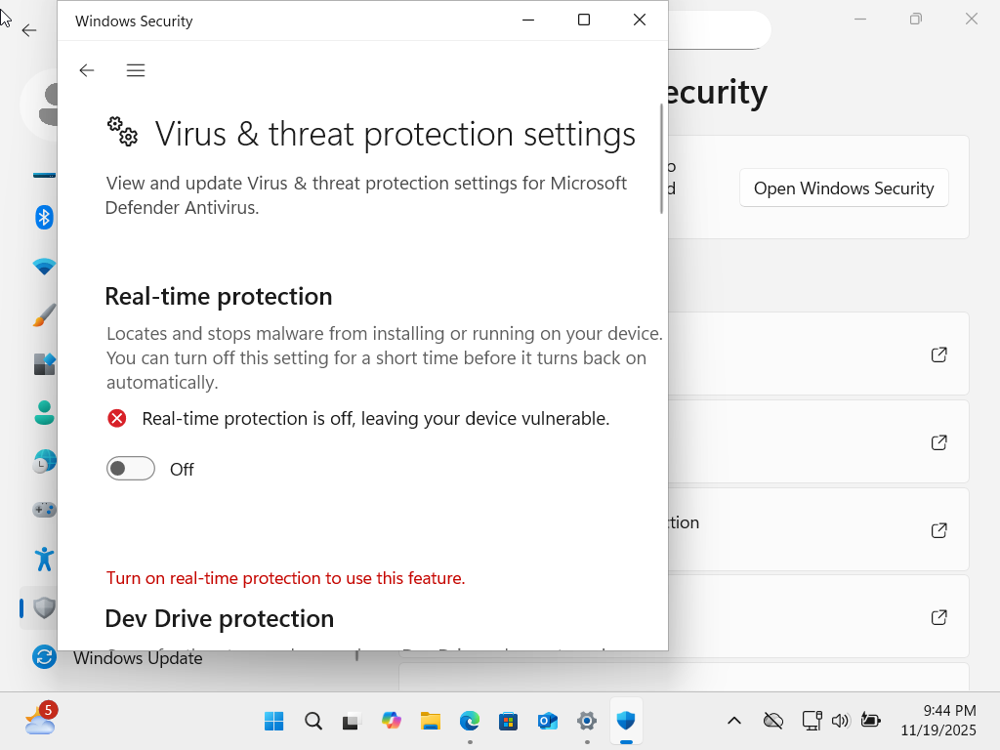 Windows Security
ecurity
Virus & threat protection settings
View and update Virus & threat protection settings for Microsoft
Defender Antivirus.
o
d
Open Windows Security
Real-time protection
Locates and stops malware from installing or running on your device.
You can turn off this setting for a short time before it turns back on
automatically.
Real-time protection is off, leaving your device vulnerable.
Off
ction
Turn on real-time protection to use this feature.
Dev Drive protection
Windows Update
5
9:44 PM
11/19/2025